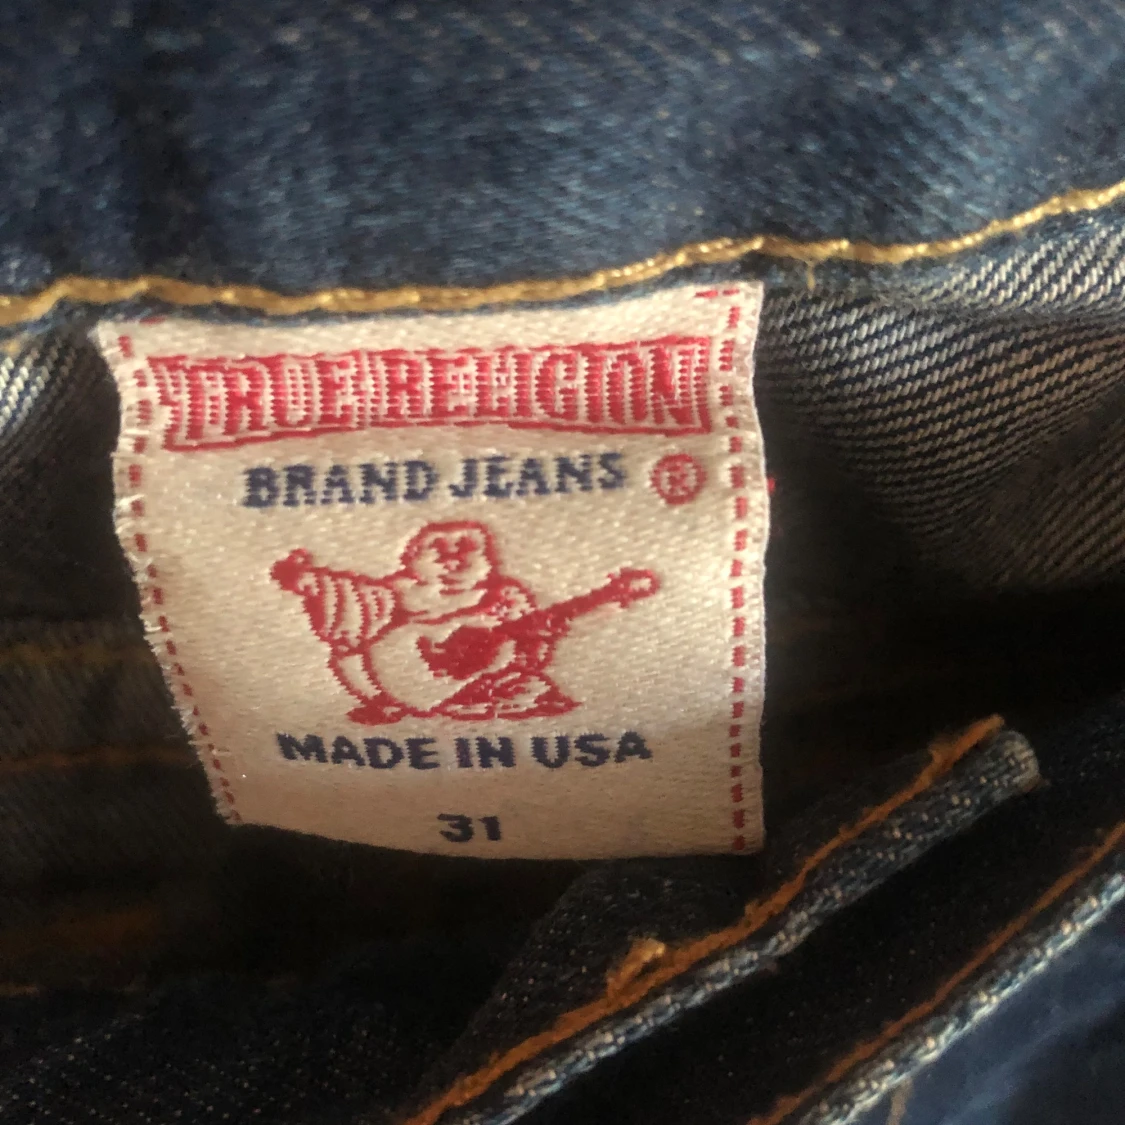 TRUE RELIGION
BRAND JEANS ®
MADE IN USA
31